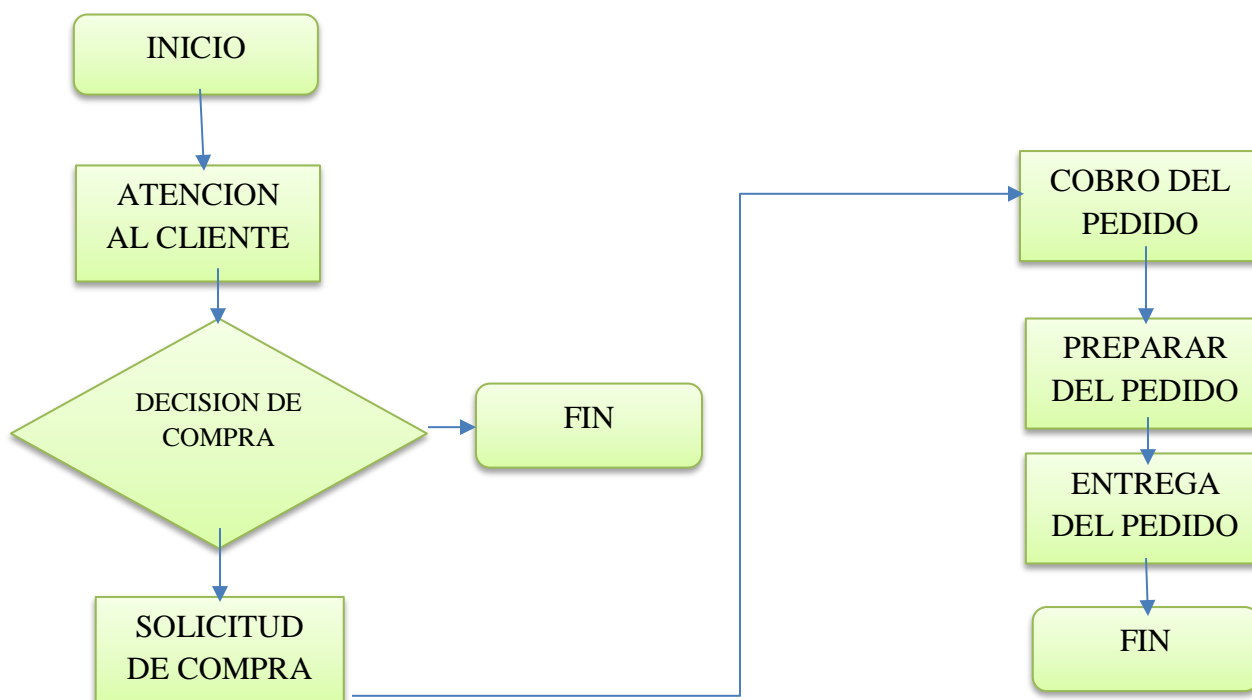 INICIO
ATENCION
AL CLIENTE
DECISION DE
COMPRA
FIN
SOLICITUD
DE COMPRA
COBRO DEL
PEDIDO
PREPARAR
DEL PEDIDO
ENTREGA
DEL PEDIDO
FIN